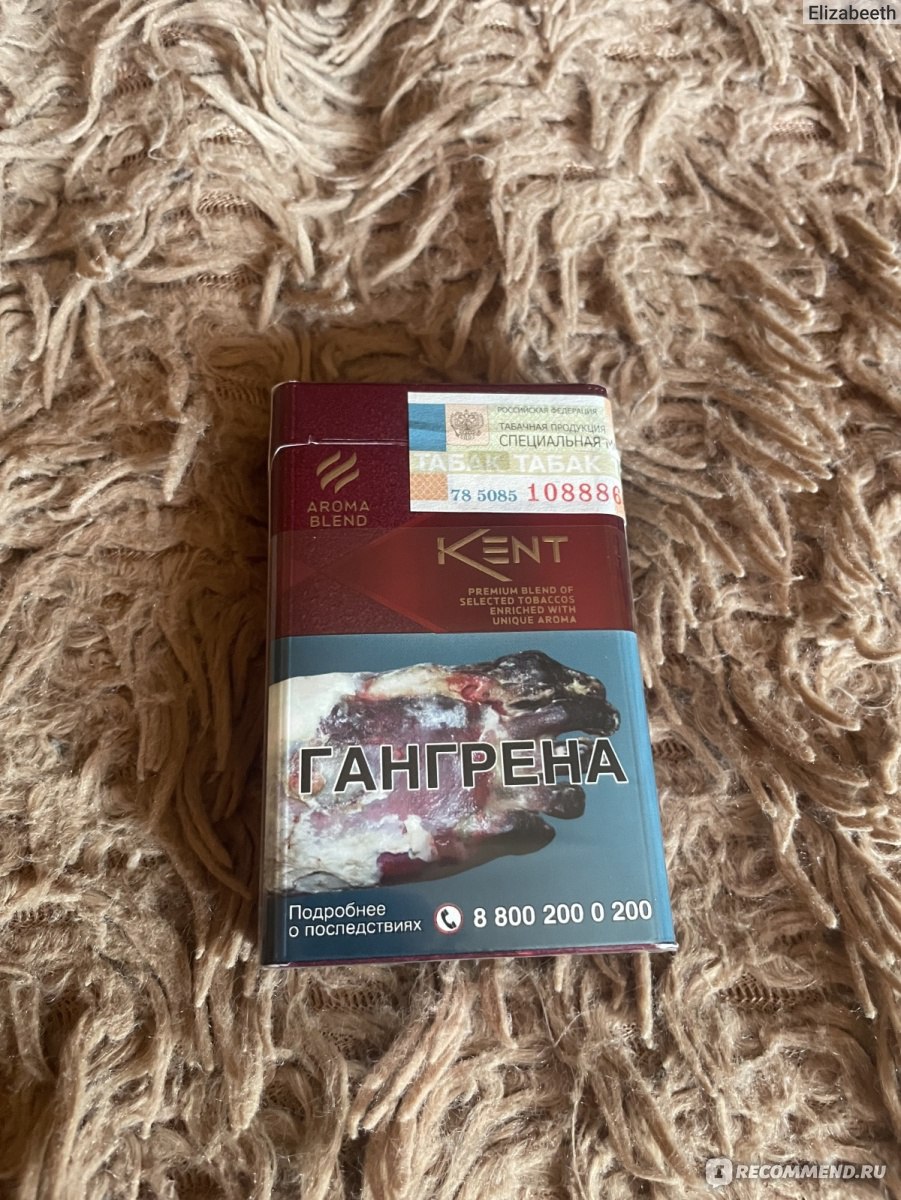 Elizabeeth
РОССИЙСКАЯ ФЕДЕРАЦИЯ
ТАБАЧНАЯ ПРОДУКЦИЯ
СПЕЦИАЛЬНАЯ
ТАБАК ТАБАК
78 5085 108886
AROMA
BLEND
KENT
PREMIUM BLEND OF
SELECTED TOBACCOS
ENRICHED WITH
UNIQUE AROMA
ГАНГРЕНА
Подробнее
о последствиях
8 800 200 0 200
RECOMMEND.RU